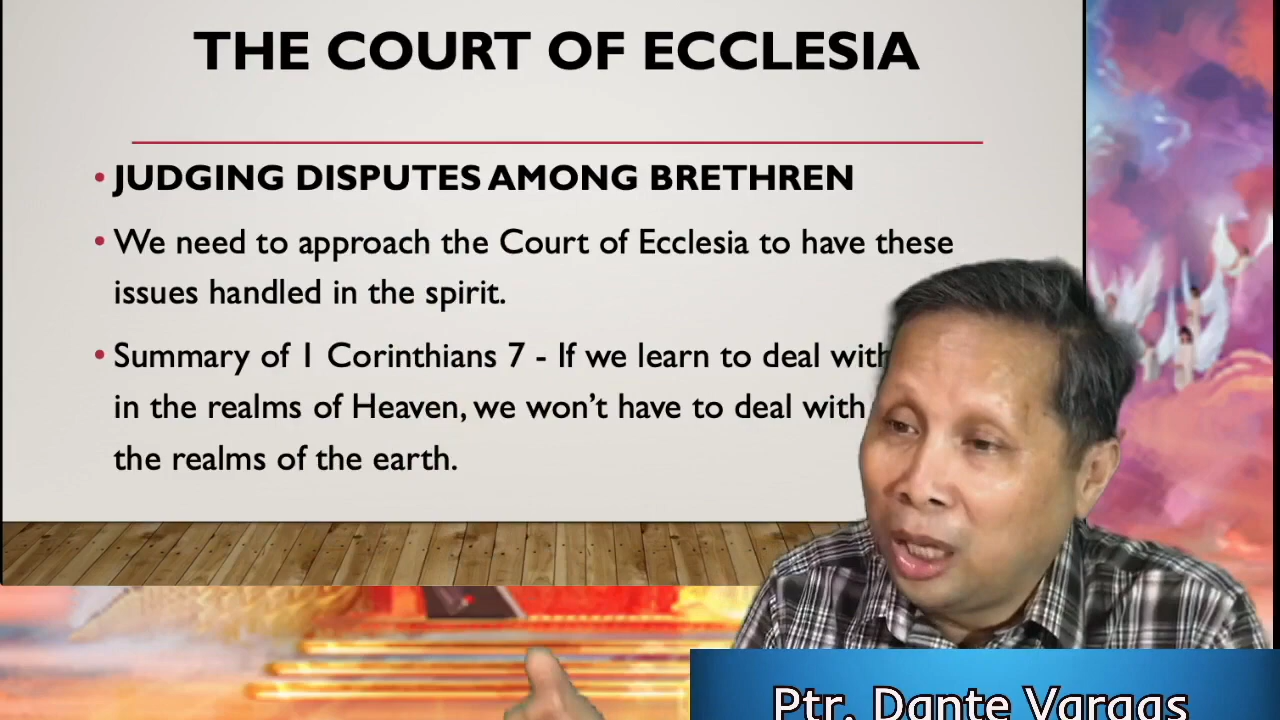 THE COURT OF ECCLESIA
• JUDGING DISPUTES AMONG BRETHREN
• We need to approach the Court of Ecclesia to have these
issues handled in the spirit.
• Summary of 1 Corinthians 7 - If we learn to deal with
in the realms of Heaven, we won't have to deal with
the realms of the earth.
Ptr. Dante Vargas